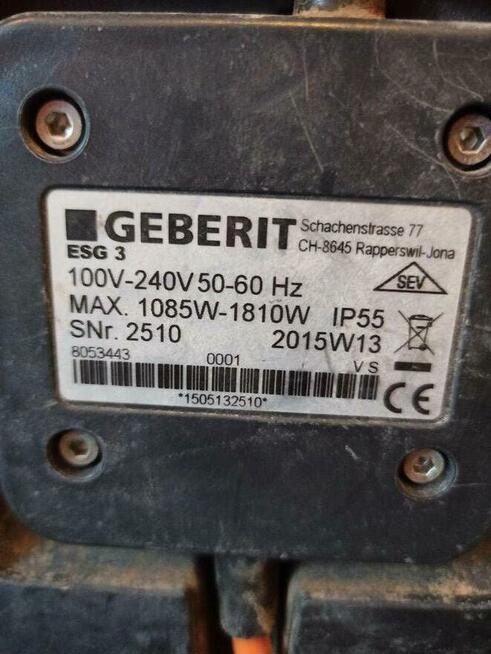 GEBERIT
Schachenstrasse 77
CH-8645 Rapperswil-Jona
ESG 3
100V-240V 50-60 Hz
SEV
MAX. 1085W-1810W IP55
SNr. 2510 2015W13
8053443 0001 V S
*1505132510*
CE